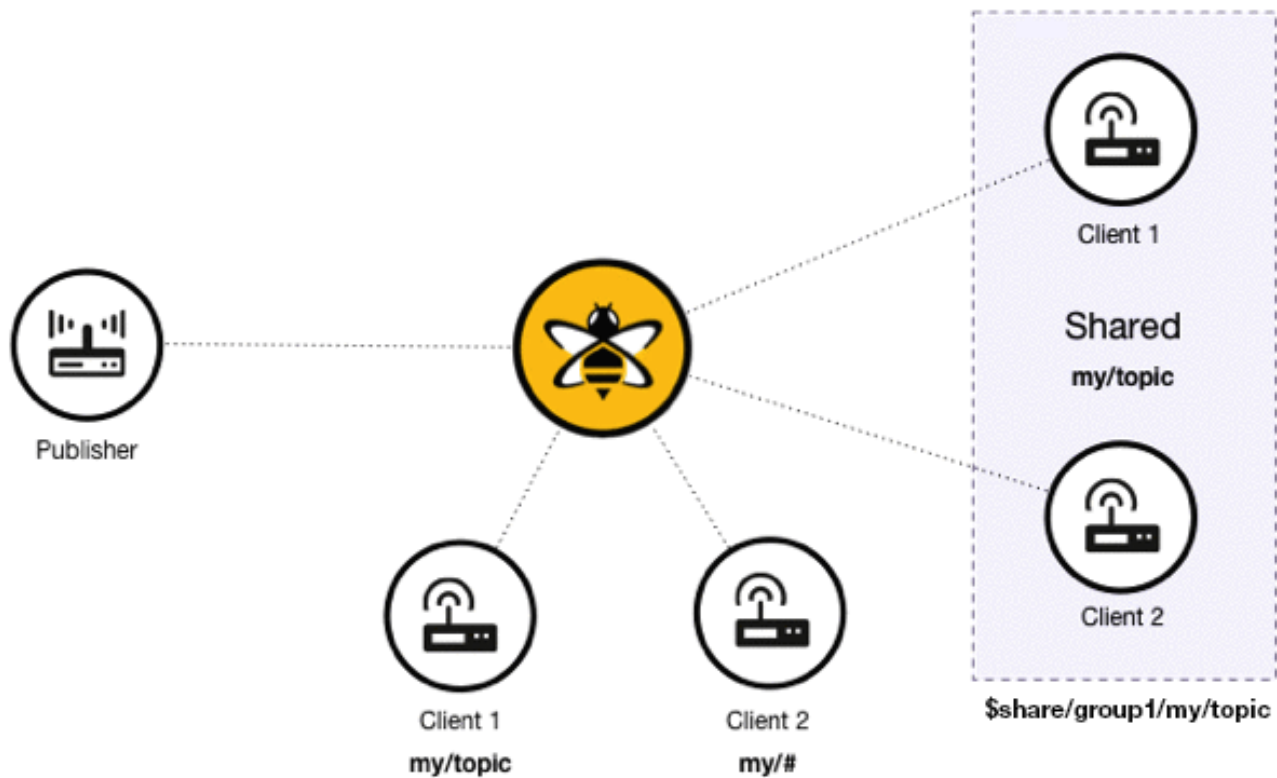 Client 1
Shared
my/topic
Publisher
Client 2
$share/group1/my/topic
Client 1
my/topic
Client 2
my/#